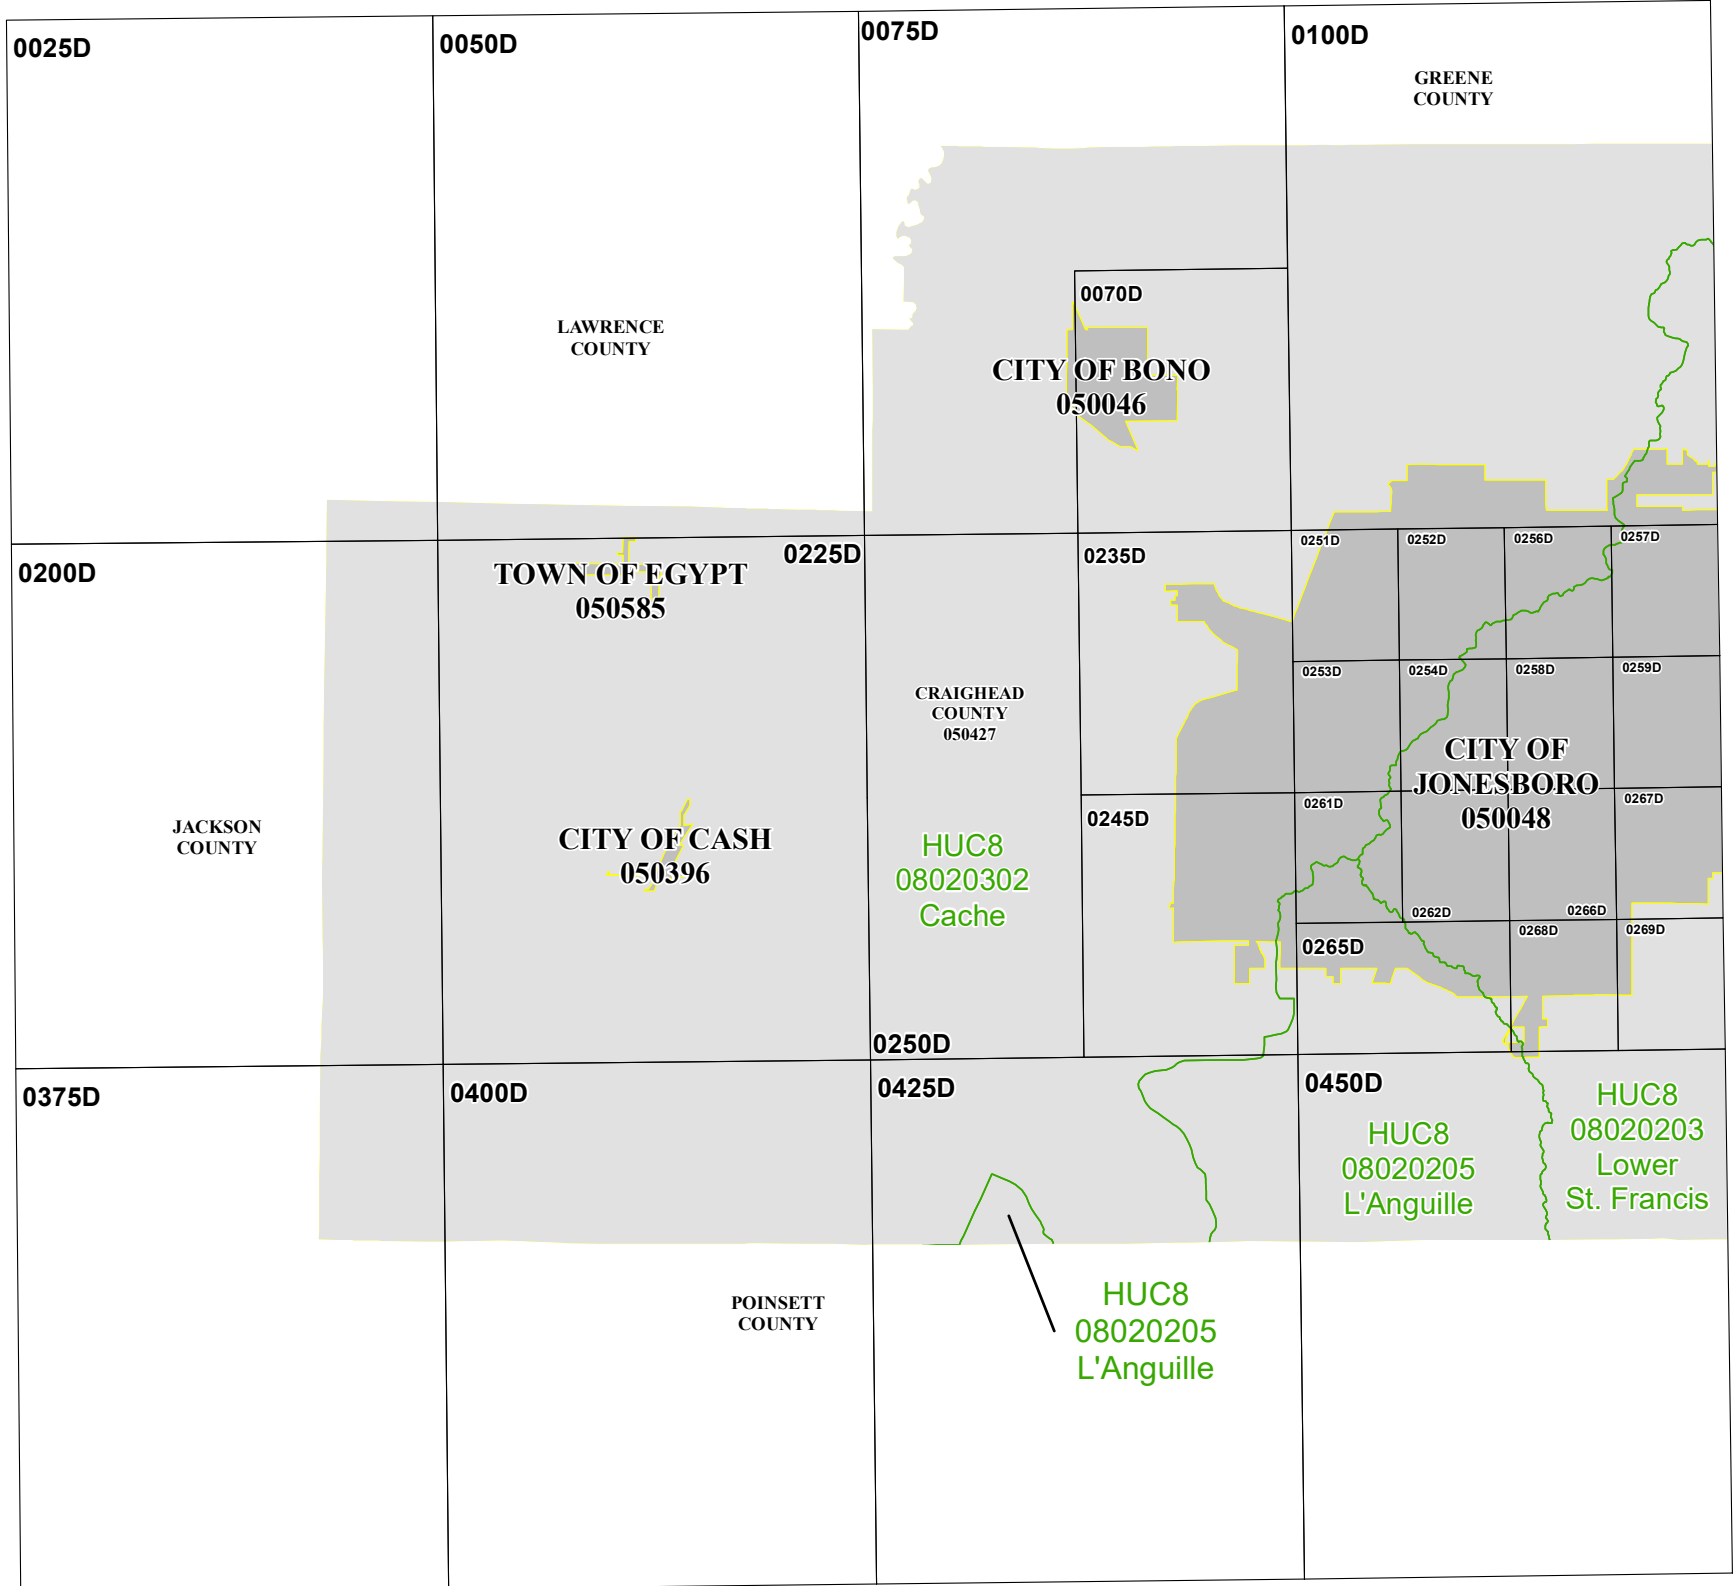 0025D
0050D
0075D
0100D
GREENE
COUNTY
0070D
LAWRENCE
COUNTY
CITY OF BONO
050046
0200D
TOWN OF EGYPT
050585
0225D
0235D
0251D
0252D
0256D
0257D
0253D
0254D
0258D
0259D
CRAIGHEAD
COUNTY
050427
CITY OF
JONESBORO
050048
JACKSON
COUNTY
CITY OF CASH
050396
HUC8
08020302
Cache
0245D
0261D
0267D
0262D
0266D
0265D
0268D
0269D
0250D
0375D
0400D
0425D
0450D
HUC8
08020205
L'Anguille
HUC8
08020203
Lower
St. Francis
POINSETT
COUNTY
HUC8
08020205
L'Anguille